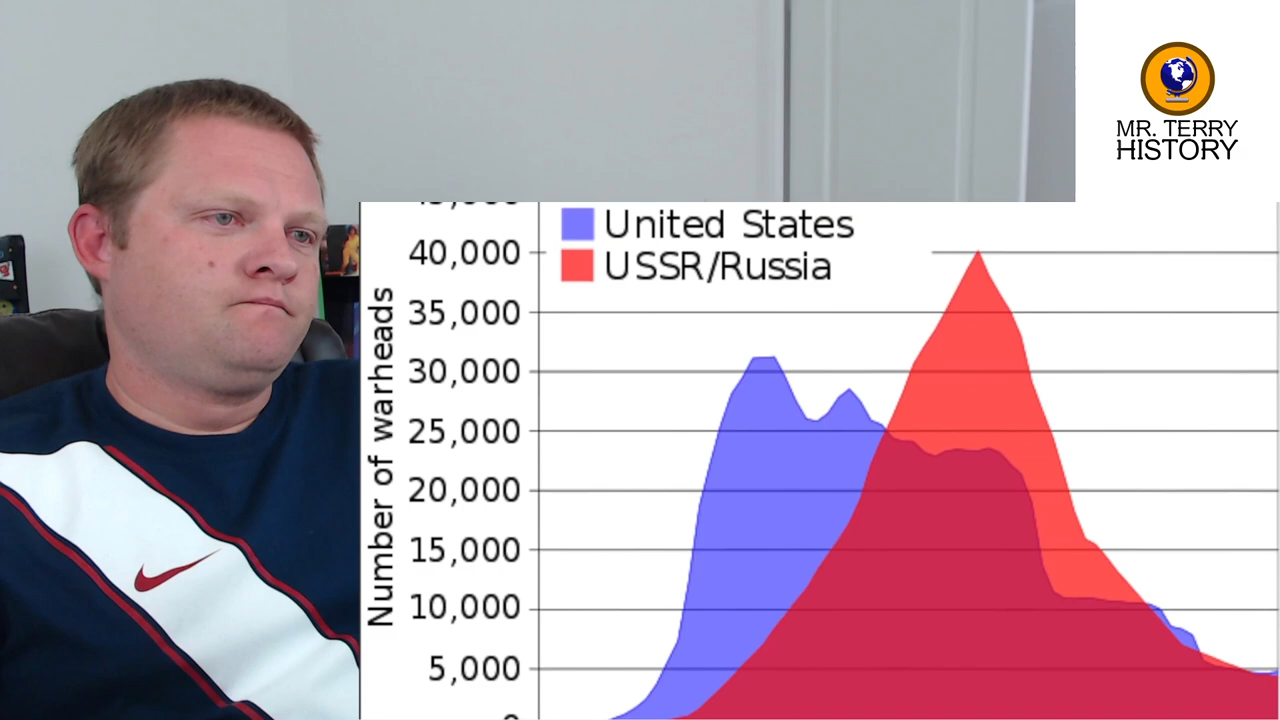 MR. TERRY
HISTORY
United States
USSR/Russia
Number of warheads
40,000
35,000
30,000
25,000
20,000
15,000
10,000
5,000